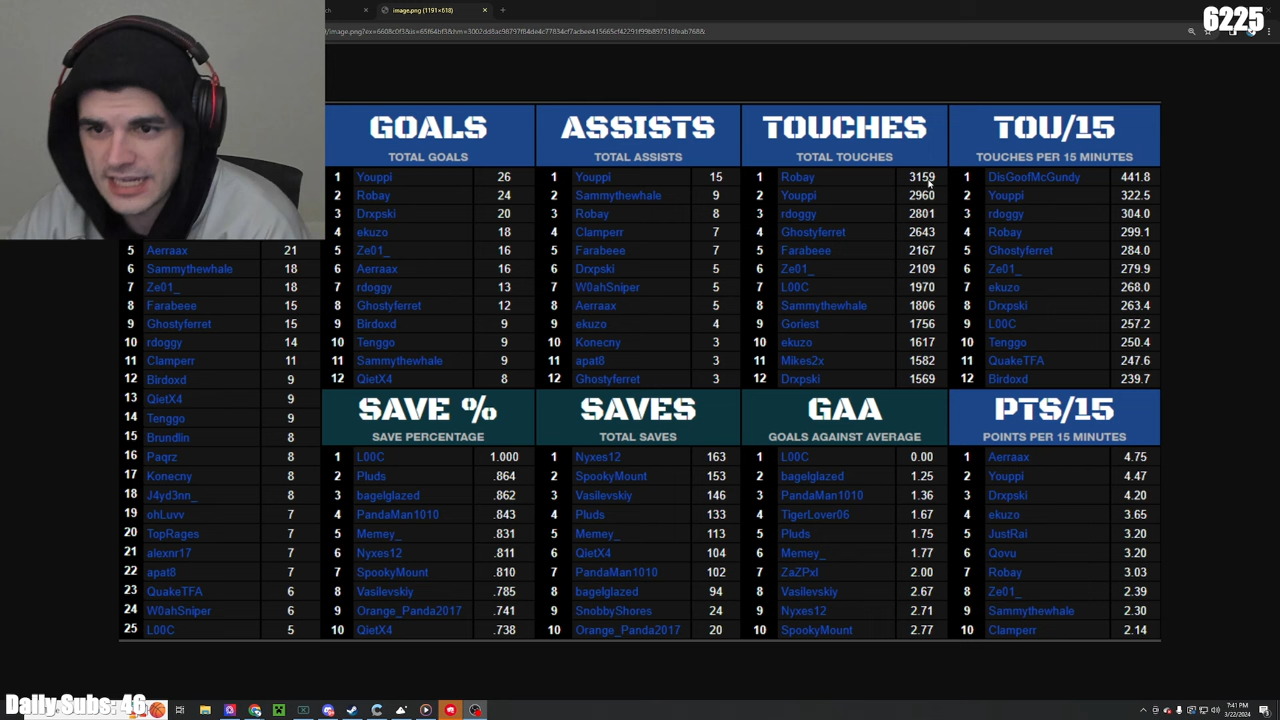 ch
image.png (1191×618)
6225
GOALS
TOTAL GOALS
1 Youppi 26
2 Robay 24
3 Drxpski 20
4 ekuzo 18
5 Ze01_ 16
6 Aerraax 16
7 rdoggy 13
8 Ghostyferret 12
9 Birdoxd 9
10 Tenggo 9
11 Sammythewhale 9
12 QietX4 8
ASSISTS
TOTAL ASSISTS
1 Youppi 15
2 Sammythewhale 9
3 Robay 8
4 Clamperr 7
5 Farabeee 7
6 Drxpski 5
7 W0ahSniper 5
8 Aerraax 5
9 ekuzo 4
10 Konecny 3
11 apat8 3
12 Ghostyferret 3
TOUCHES
TOTAL TOUCHES
1 Robay 3159
2 Youppi 2960
3 rdoggy 2801
4 Ghostyferret 2643
5 Farabeee 2167
6 Ze01_ 2109
7 L00C 1970
8 Sammythewhale 1806
9 Goriest 1756
10 ekuzo 1617
11 Mikes2x 1582
12 Drxpski 1569
TOU/15
TOUCHES PER 15 MINUTES
1 DisGoofMcGundy 441.8
2 Youppi 322.5
3 rdoggy 304.0
4 Robay 299.1
5 Ghostyferret 284.0
6 Ze01_ 279.9
7 ekuzo 268.0
8 Drxpski 263.4
9 L00C 257.2
10 Tenggo 250.4
11 QuakeTFA 247.6
12 Birdoxd 239.7
5 Aerraax 21
6 Sammythewhale 18
7 Ze01_ 18
8 Farabeee 15
9 Ghostyferret 15
10 rdoggy 14
11 Clamperr 11
12 Birdoxd 9
13 QietX4 9
14 Tenggo 9
15 Brundlin 8
16 Paqrz 8
17 Konecny 8
18 J4yd3nn_ 8
19 ohLuvv 7
20 TopRages 7
21 alexnr17 7
22 apat8 7
23 QuakeTFA 6
24 W0ahSniper 6
25 L00C 5
SAVE %
SAVE PERCENTAGE
1 L00C 1.000
2 Pluds .864
3 bagelglazed .862
4 PandaMan1010 .843
5 Memey_ .831
6 Nyxes12 .811
7 SpookyMount .810
8 Vasilevskiy .785
9 Orange_Panda2017 .741
10 QietX4 .738
SAVES
TOTAL SAVES
1 Nyxes12 163
2 SpookyMount 153
3 Vasilevskiy 146
4 Pluds 133
5 Memey_ 113
6 QietX4 104
7 PandaMan1010 102
8 bagelglazed 94
9 SnobbyShores 24
10 Orange_Panda2017 20
GAA
GOALS AGAINST AVERAGE
1 L00C 0.00
2 bagelglazed 1.25
3 PandaMan1010 1.36
4 TigerLover06 1.67
5 Pluds 1.75
6 Memey_ 1.77
7 ZaZPxl 2.00
8 Vasilevskiy 2.67
9 Nyxes12 2.71
10 SpookyMount 2.77
PTS/15
POINTS PER 15 MINUTES
1 Aerraax 4.75
2 Youppi 4.47
3 Drxpski 4.20
4 ekuzo 3.65
5 JustRai 3.20
6 Qovu 3.20
7 Robay 3.03
8 Ze01_ 2.39
9 Sammythewhale 2.30
10 Clamperr 2.14
Daily Subs: 46
7:41 PM
3/22/2024